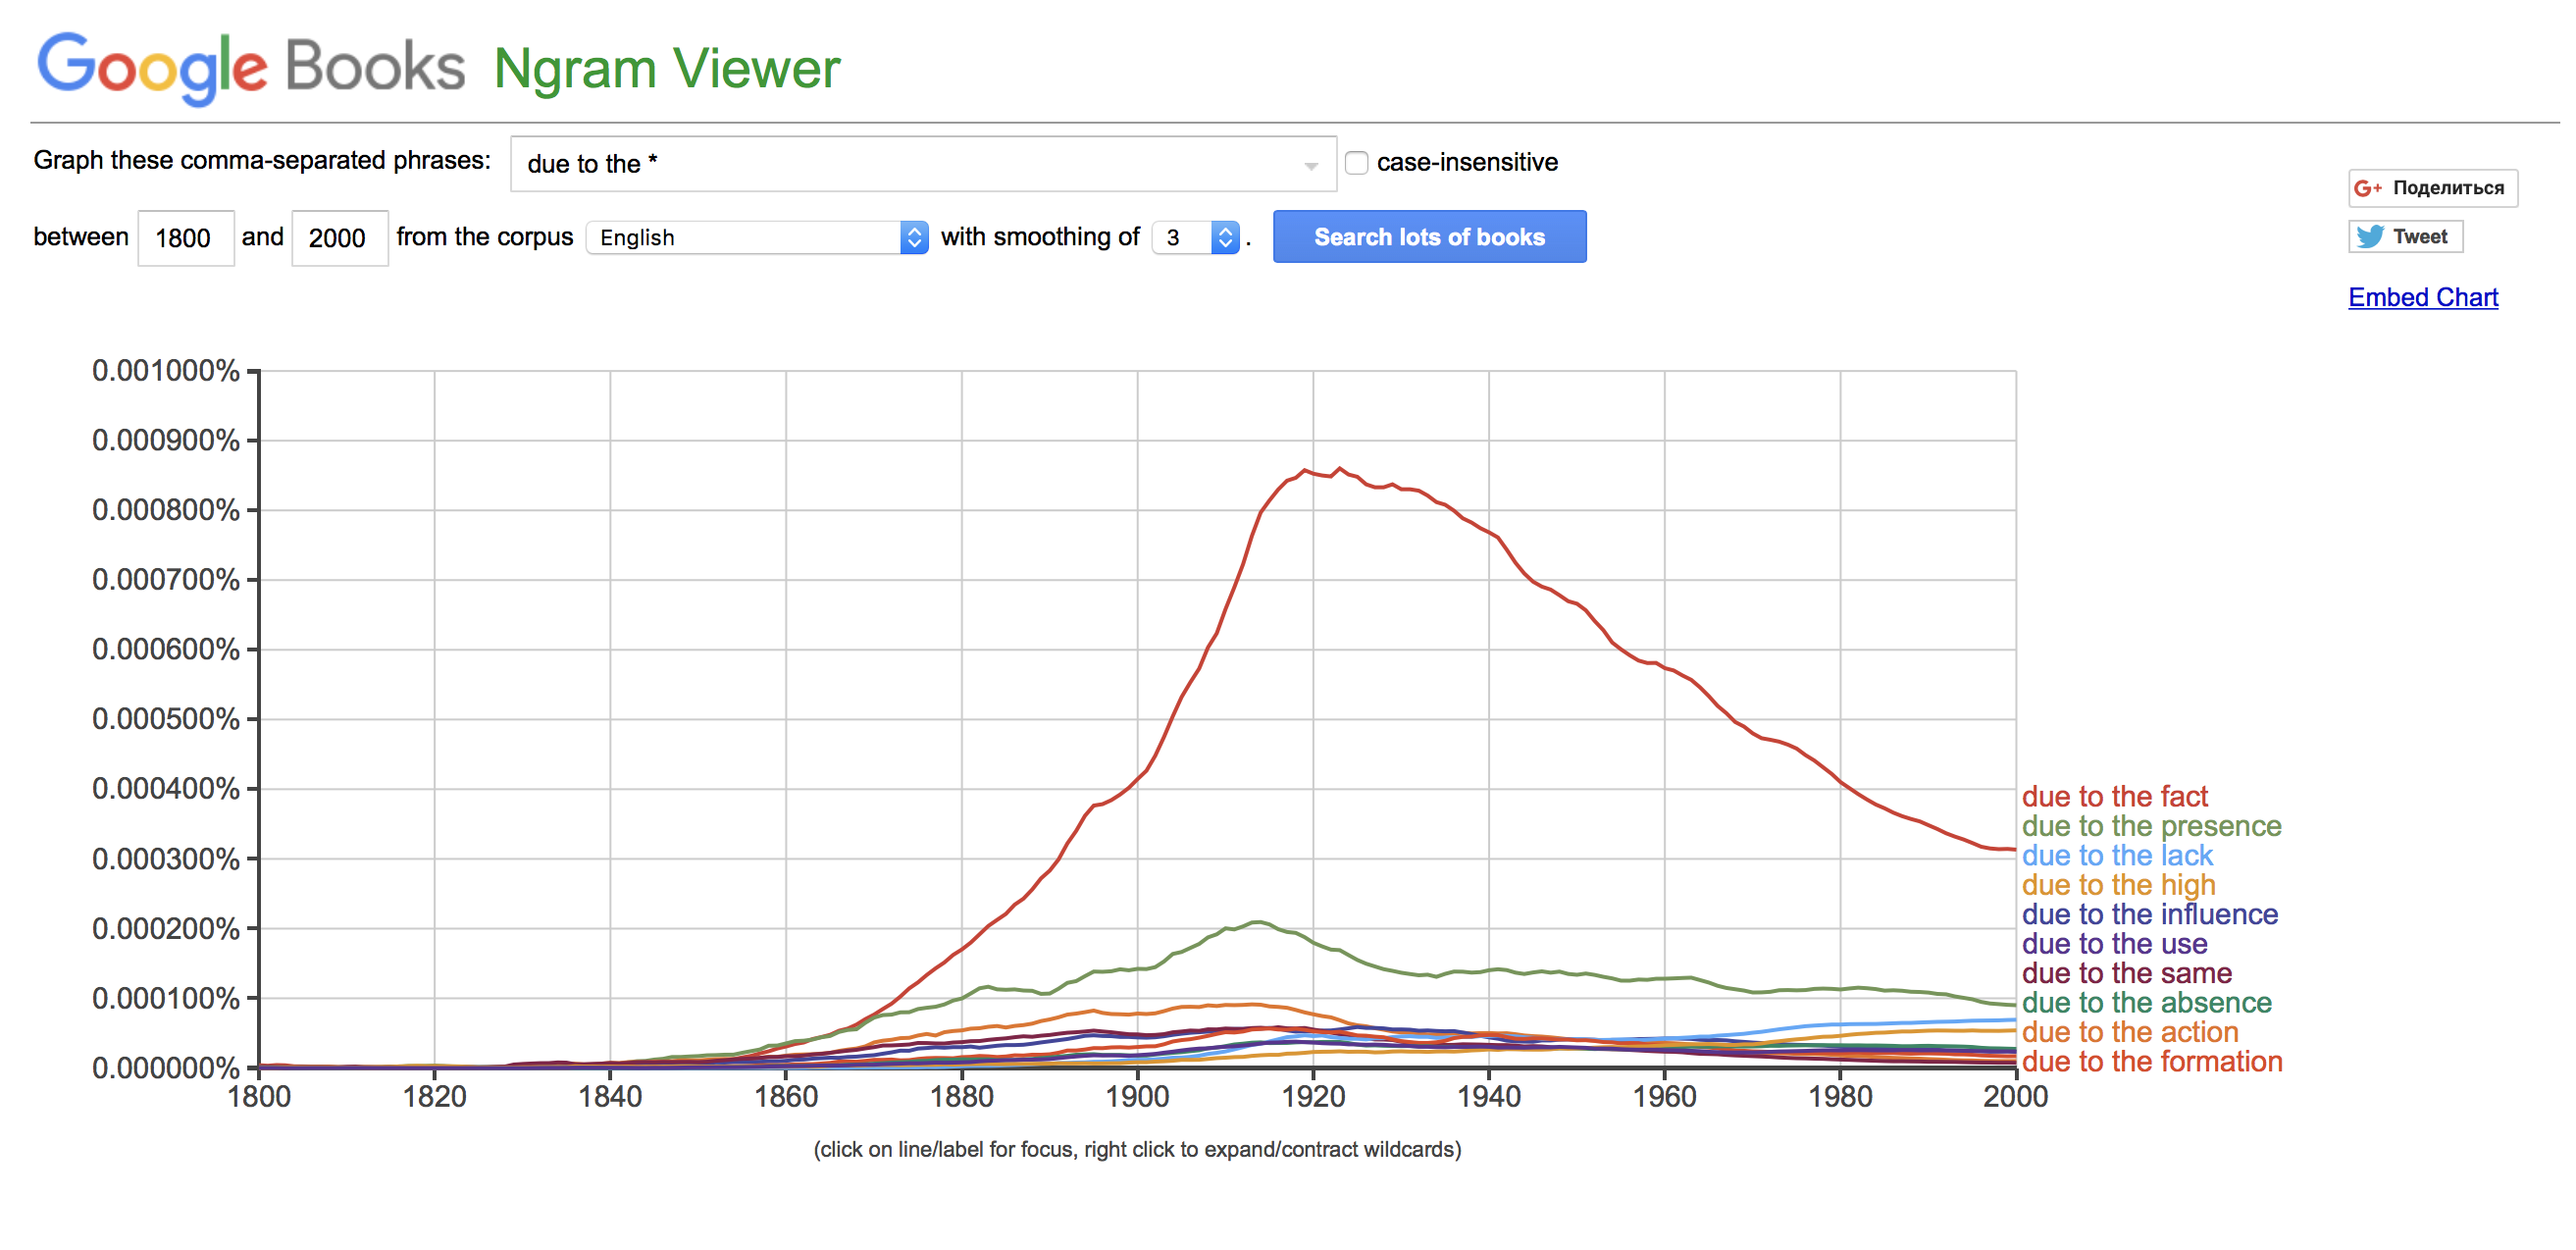 Google Books Ngram Viewer
Graph these comma-separated phrases: due to the * case-insensitive
between 1800 and 2000 from the corpus English with smoothing of 3 . Search lots of books
G+ Поделиться
Tweet
Embed Chart
0.001000%
0.000900%
0.000800%
0.000700%
0.000600%
0.000500%
0.000400%
0.000300%
0.000200%
0.000100%
0.000000%
due to the fact
due to the presence
due to the lack
due to the high
due to the influence
due to the use
due to the same
due to the absence
due to the action
due to the formation
1800 1820 1840 1860 1880 1900 1920 1940 1960 1980 2000
(click on line/label for focus, right click to expand/contract wildcards)